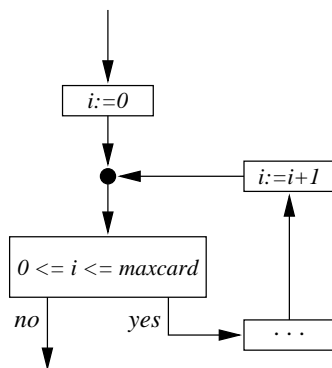 i:=0
i:=i+1
0 <= i <= maxcard
no
yes
. . .